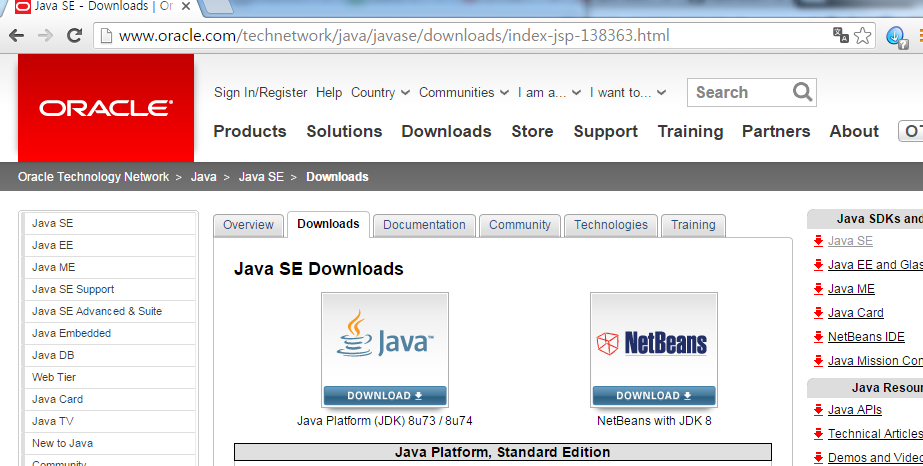 Java SE - Downloads | Or
www.oracle.com/technetwork/java/javase/downloads/index-jsp-138363.html
ORACLE
Sign In/Register Help Country Communities I am a... I want to... Search
Products Solutions Downloads Store Support Training Partners About OT
Oracle Technology Network > Java > Java SE > Downloads
Java SE
Java EE
Java ME
Java SE Support
Java SE Advanced & Suite
Java Embedded
Java DB
Web Tier
Java Card
Java TV
New to Java
Community
Overview Downloads Documentation Community Technologies Training
Java SE Downloads
Java™ NetBeans
DOWNLOAD DOWNLOAD
Java Platform (JDK) 8u73 / 8u74 NetBeans with JDK 8
Java Platform, Standard Edition
Java SDKs and
Java SE
Java EE and Glas
Java ME
Java Card
NetBeans IDE
Java Mission Con
Java Resour
Java APIs
Technical Articles
Demos and Video